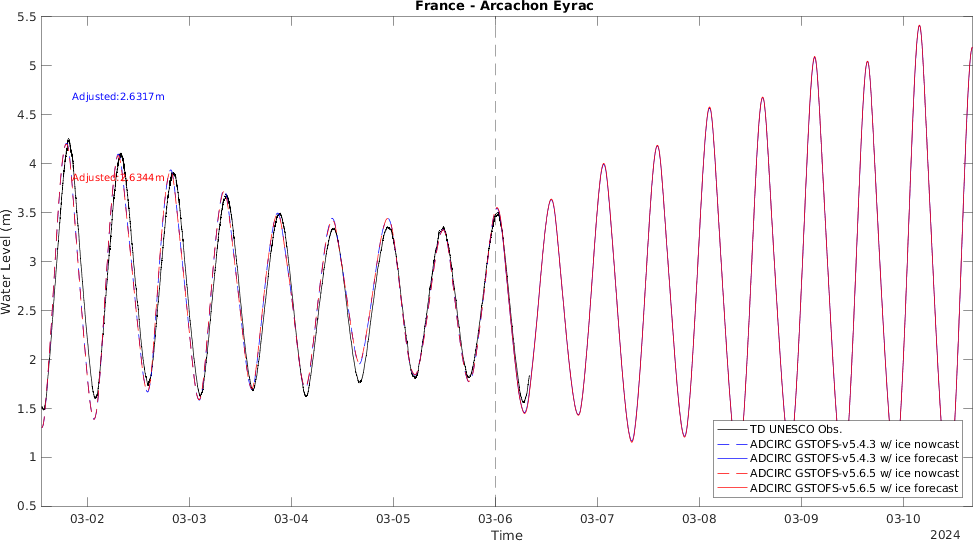 France - Arcachon Eyrac
5.5
5
4.5
4
3.5
3
2.5
2
1.5
1
0.5
Water Level (m)
Adjusted:2.6317m
Adjusted:2.6344m
TD UNESCO Obs.
ADCIRC GSTOFS-v5.4.3 w/ ice nowcast
ADCIRC GSTOFS-v5.4.3 w/ ice forecast
ADCIRC GSTOFS-v5.6.5 w/ ice nowcast
ADCIRC GSTOFS-v5.6.5 w/ ice forecast
03-02 03-03 03-04 03-05 03-06 03-07 03-08 03-09 03-10
Time
2024